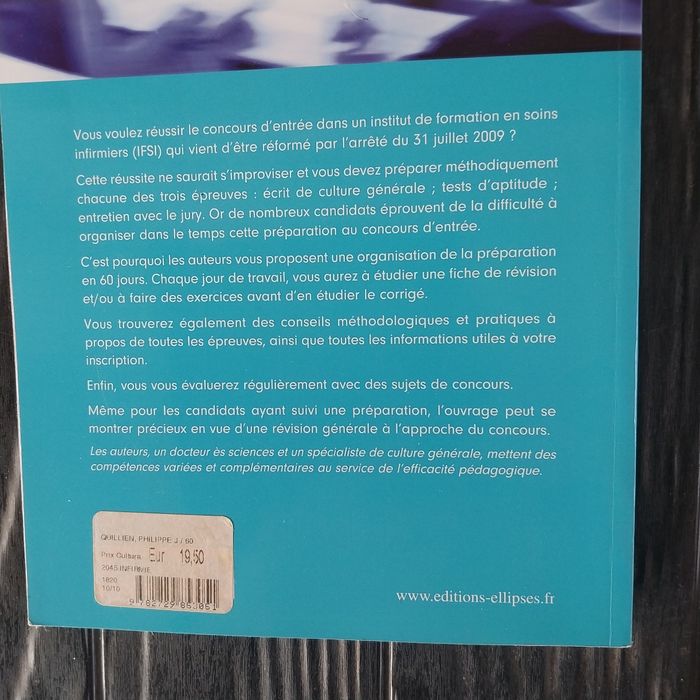 Vous voulez réussir le concours d'entrée dans un institut de formation en soins
infirmiers (IFSI) qui vient d'être réformé par l'arrêté du 31 juillet 2009 ?
Cette réussite ne saurait s'improviser et vous devez préparer méthodiquement
chacune des trois épreuves : écrit de culture générale ; tests d'aptitude ;
entretien avec le jury. Or de nombreux candidats éprouvent de la difficulté à
organiser dans le temps cette préparation au concours d'entrée.
C'est pourquoi les auteurs vous proposent une organisation de la préparation
en 60 jours. Chaque jour de travail, vous aurez à étudier une fiche de révision
et/ou à faire des exercices avant d'en étudier le corrigé.
Vous trouverez également des conseils méthodologiques et pratiques à
propos de toutes les épreuves, ainsi que toutes les informations utiles à votre
inscription.
Enfin, vous vous évaluerez régulièrement avec des sujets de concours.
Même pour les candidats ayant suivi une préparation, l'ouvrage peut se
montrer précieux en vue d'une révision générale à l'approche du concours.
Les auteurs, un docteur ès sciences et un spécialiste de culture générale, mettent des
compétences variées et complémentaires au service de l'efficacité pédagogique.
QUILLIEN, PHILIPPE J / 60
Prix Cultura Eur 19,50
2045 INFIRMIE
1820
10/10
9 782729 853051
www.editions-ellipses.fr